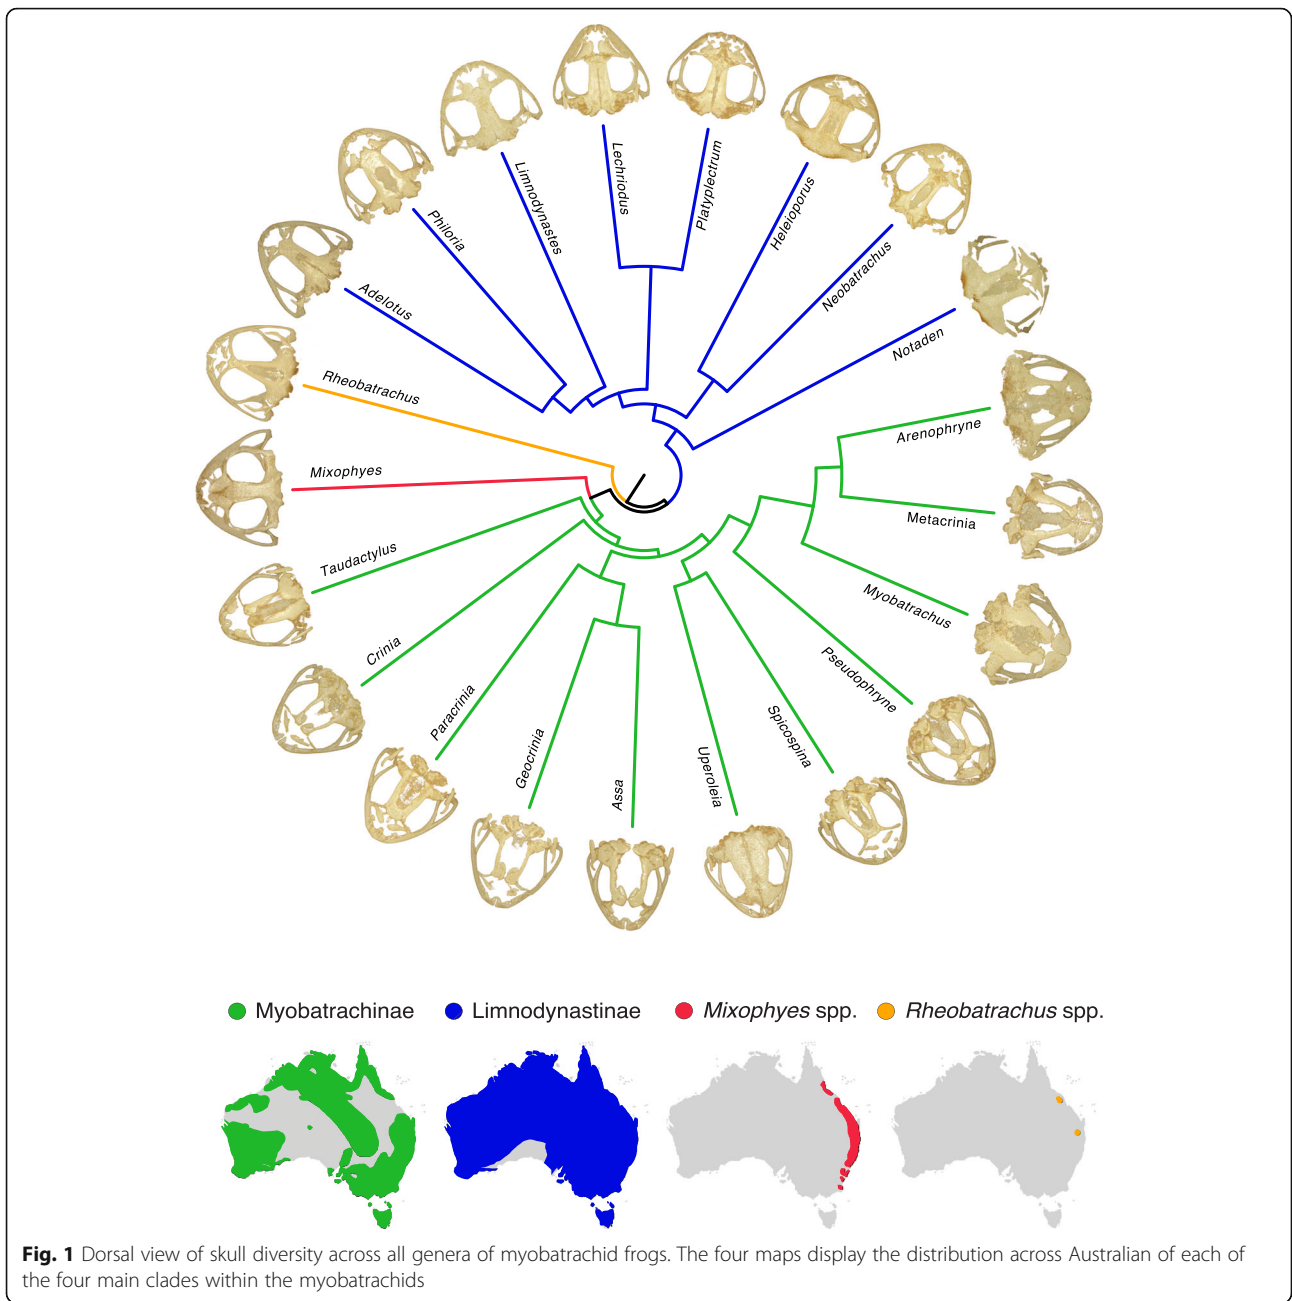 Lechriodus
Platyplectrum
Heleioporus
Neobatrachus
Notaden
Limnodynastes
Philoria
Adelotus
Rheobatrachus
Mixophyes
Taudactylus
Crinia
Paracrinia
Geocrinia
Assa
Uperoleia
Spicospina
Pseudophryne
Myobatrachus
Metacrinia
Arenophryne
Myobatrachinae Limnodynastinae Mixophyes spp. Rheobatrachus spp.
Fig. 1 Dorsal view of skull diversity across all genera of myobatrachid frogs. The four maps display the distribution across Australian of each of
the four main clades within the myobatrachids